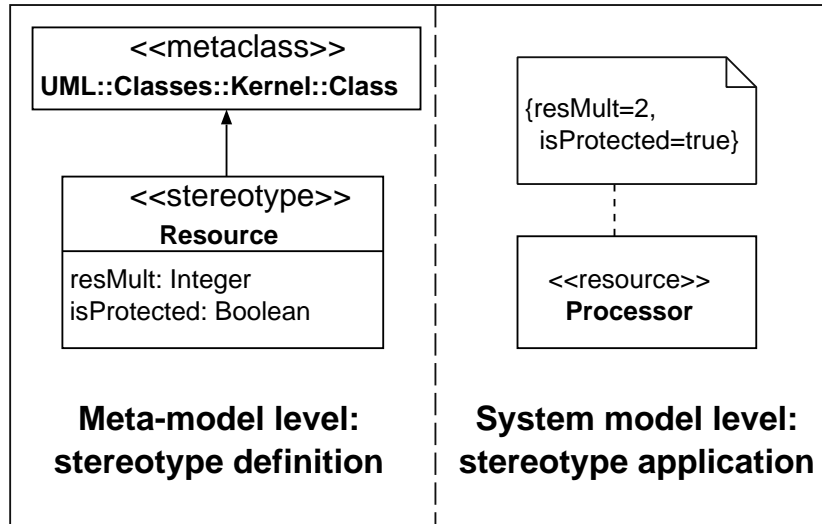 <<metaclass>>
UML::Classes::Kernel::Class
<<stereotype>>
Resource
resMult: Integer
isProtected: Boolean
Meta-model level:
stereotype definition
{resMult=2,
isProtected=true}
<<resource>>
Processor
System model level:
stereotype application